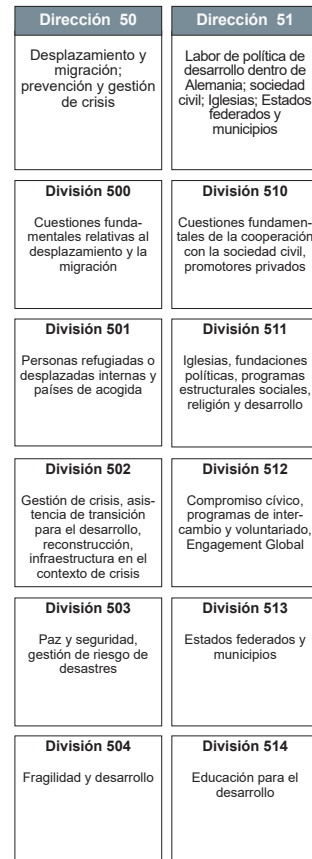 Dirección 50
Desplazamiento y
migración;
prevención y gestión
de crisis
División 500
Cuestiones funda-
mentales relativas al
desplazamiento y la
migración
División 501
Personas refugiadas o
desplazadas internas y
países de acogida
División 502
Gestión de crisis, asis-
tencia de transición
para el desarrollo,
reconstrucción,
infraestructura en el
contexto de crisis
División 503
Paz y seguridad,
gestión de riesgo de
desastres
División 504
Fragilidad y desarrollo
Dirección 51
Labor de política de
desarrollo dentro de
Alemania; sociedad
civil; Iglesias; Estados
federados y
municipios
División 510
Cuestiones fundamen-
tales de la cooperación
con la sociedad civil,
promotores privados
División 511
Iglesias, fundaciones
políticas, programas
estructurales sociales,
religión y desarrollo
División 512
Compromiso cívico,
programas de inter-
cambio y voluntariado,
Engagement Global
División 513
Estados federados y
municipios
División 514
Educación para el
desarrollo